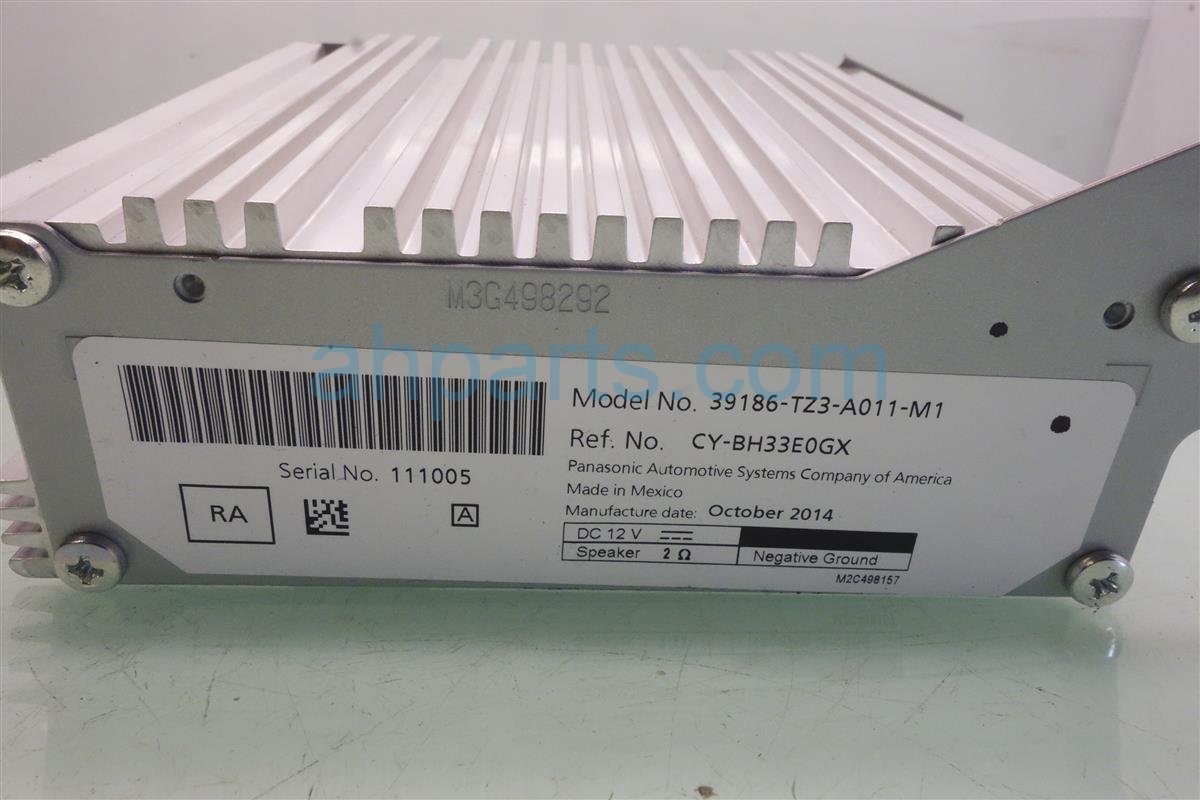 M3G498292
ahparts.com
Model No. 39186-TZ3-A011-M1
Ref. No. CY-BH33E0GX
Panasonic Automotive Systems Company of America
Made in Mexico
Manufacture date: October 2014
Serial No. 111005
RA
A
DC 12 V
Speaker 2 Ω
Negative Ground
M2C498157